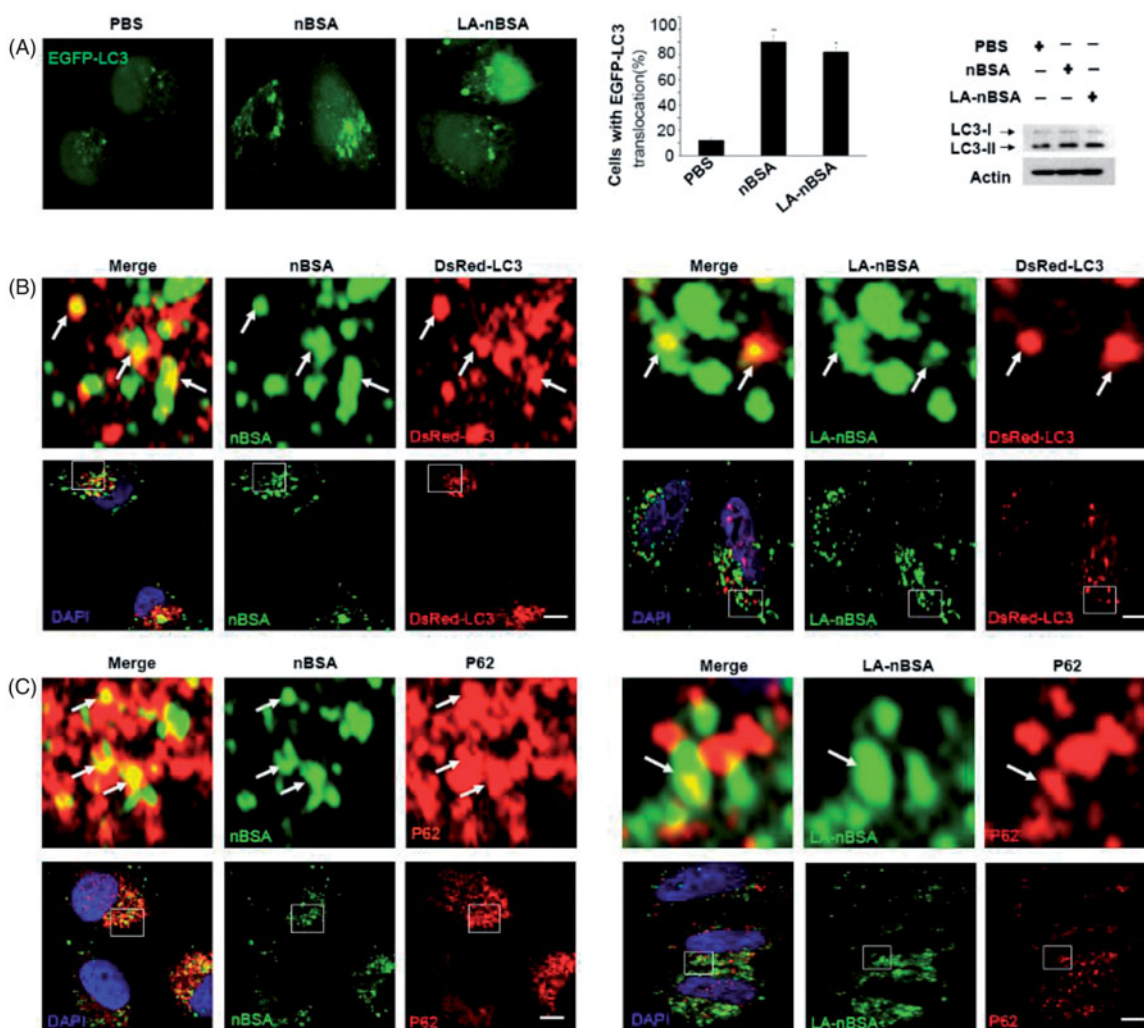 (A)
PBS
nBSA
LA-nBSA
EGFP-LC3
Cells with EGFP-LC3
translocation(%)
100
80
60
40
20
0
PBS
nBSA
LA-nBSA
PBS + - -
nBSA - + -
LA-nBSA - - +
LC3-I
LC3-II
Actin
(B)
Merge nBSA DsRed-LC3
nBSA DsRed-LC3
DAPI nBSA DsRed-LC3
Merge LA-nBSA DsRed-LC3
LA-nBSA DsRed-LC3
DAPI LA-nBSA DsRed-LC3
(C)
Merge nBSA P62
nBSA P62
DAPI nBSA P62
Merge LA-nBSA P62
LA-nBSA P62
DAPI LA-nBSA P62